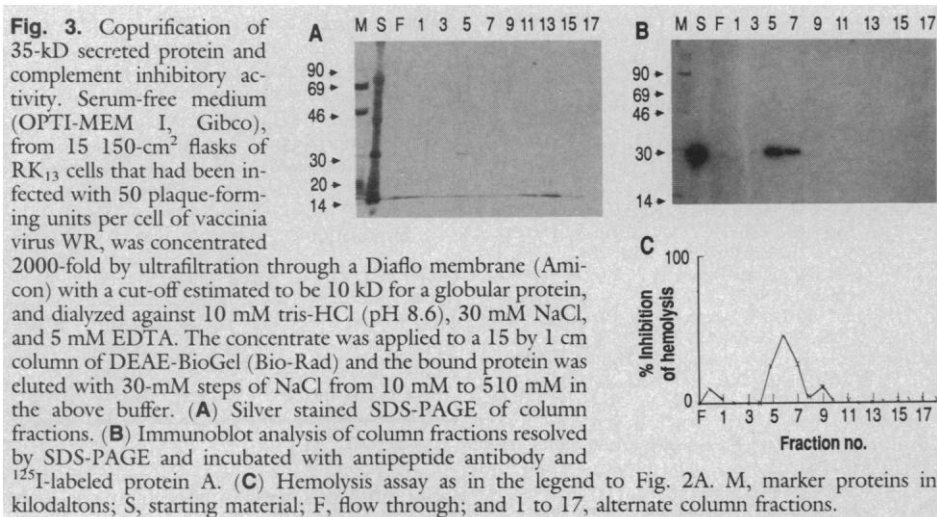 Fig. 3. Copurification of
35-kD secreted protein and
complement inhibitory ac-
tivity. Serum-free medium
(OPTI-MEM I, Gibco),
from 15 150-cm² flasks of
RK₁₃ cells that had been in-
fected with 50 plaque-form-
ing units per cell of vaccinia
virus WR, was concentrated
2000-fold by ultrafiltration through a Diaflo membrane (Ami-
con) with a cut-off estimated to be 10 kD for a globular protein,
and dialyzed against 10 mM tris-HCl (pH 8.6), 30 mM NaCl,
and 5 mM EDTA. The concentrate was applied to a 15 by 1 cm
column of DEAE-BioGel (Bio-Rad) and the bound protein was
eluted with 30-mM steps of NaCl from 10 mM to 510 mM in
the above buffer. (A) Silver stained SDS-PAGE of column
fractions. (B) Immunoblot analysis of column fractions resolved
by SDS-PAGE and incubated with antipeptide antibody and
¹²⁵I-labeled protein A. (C) Hemolysis assay as in the legend to Fig. 2A. M, marker proteins in
kilodaltons; S, starting material; F, flow through; and 1 to 17, alternate column fractions.
A
M S F 1 3 5 7 9 11 13 15 17
90
69
46
30
20
14
B
M S F 1 3 5 7 9 11 13 15 17
90
69
46
30
14
C
100
% Inhibition
of hemolysis
0
F 1 3 5 7 9 11 13 15 17
Fraction no.